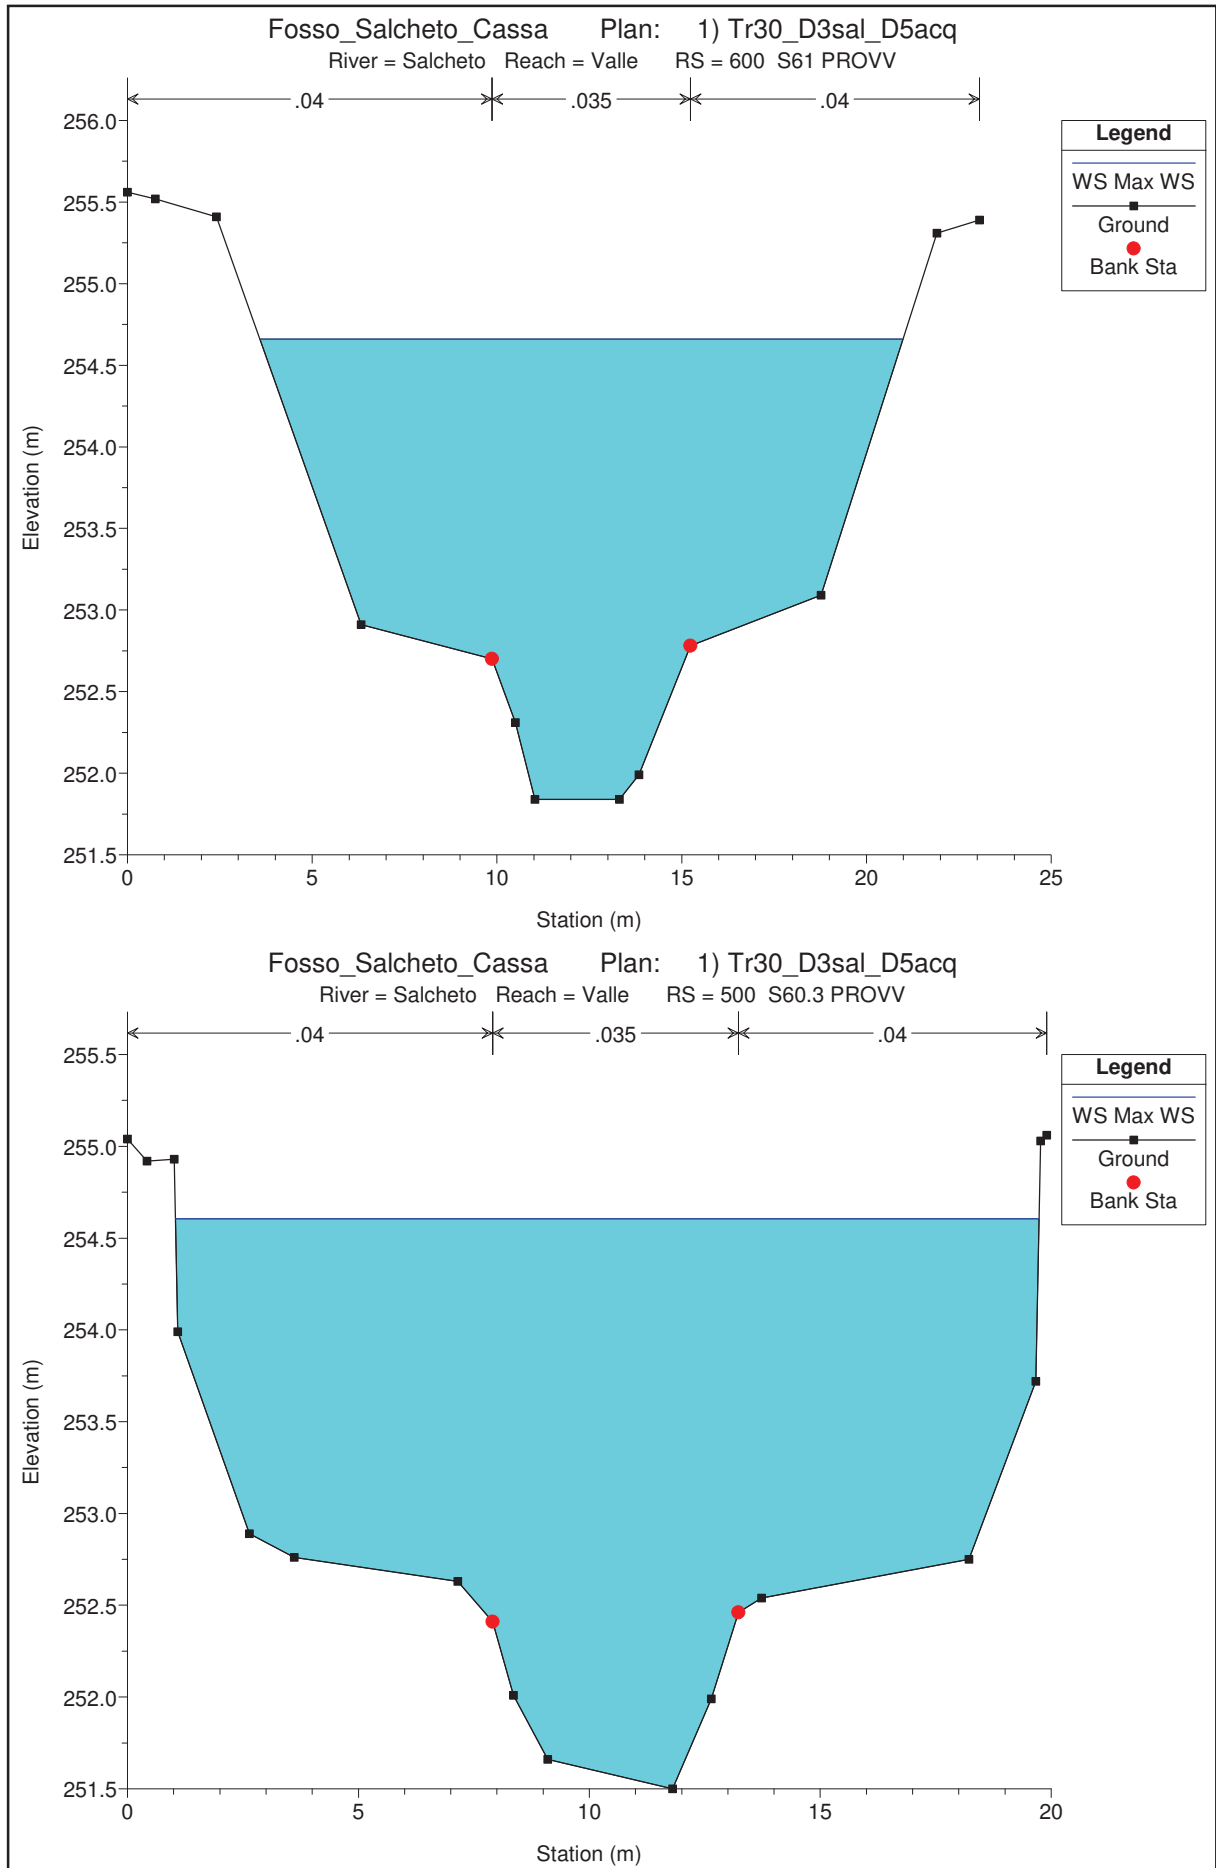 Fosso_Salcheto_Cassa Plan: 1) Tr30_D3sal_D5acq
River = Salcheto Reach = Valle RS = 600 S61 PROVV
.04 .035 .04
256.0
255.5
255.0
254.5
254.0
253.5
253.0
252.5
252.0
251.5
Elevation (m)
0 5 10 15 20 25
Station (m)
Legend
WS Max WS
Ground
Bank Sta
Fosso_Salcheto_Cassa Plan: 1) Tr30_D3sal_D5acq
River = Salcheto Reach = Valle RS = 500 S60.3 PROVV
.04 .035 .04
255.5
255.0
254.5
254.0
253.5
253.0
252.5
252.0
251.5
Elevation (m)
0 5 10 15 20
Station (m)
Legend
WS Max WS
Ground
Bank Sta